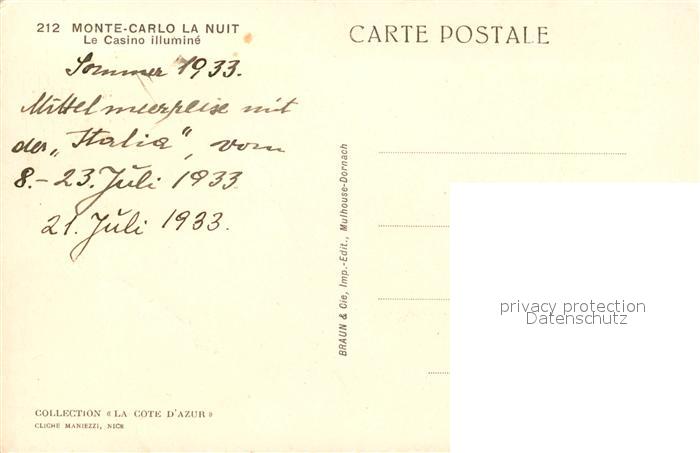 212 MONTE-CARLO LA NUIT
Le Casino illuminé
CARTE POSTALE
Sommer 1933.
Mittelmeerreise mit
der „Italia", vom
8.-23. Juli 1933
21. Juli 1933.
BRAUN & Cie, Imp.-Edit., Mulhouse-Dornach
privacy protection
Datenschutz
COLLECTION « LA COTE D'AZUR »
CLICHÉ MANIEZZI, NICE